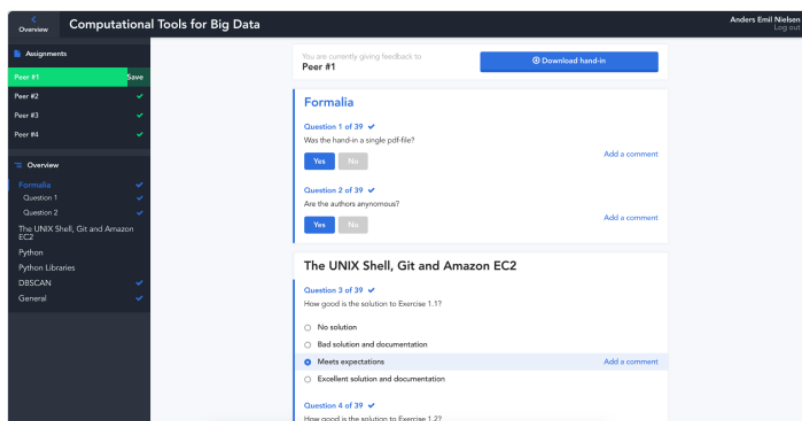 Overview
Computational Tools for Big Data
Anders Emil Nielsen
Log out
Assignments
Peer #1
Save
Peer #2
Peer #3
Peer #4
Overview
Formalia
Question 1
Question 2
The UNIX Shell, Git and Amazon
EC2
Python
Python Libraries
DBSCAN
General
You are currently giving feedback to
Peer #1
Download hand-in
Formalia
Question 1 of 39
Was the hand-in a single pdf-file?
Yes
No
Add a comment
Question 2 of 39
Are the authors anynomous?
Yes
No
Add a comment
The UNIX Shell, Git and Amazon EC2
Question 3 of 39
How good is the solution to Exercise 1.1?
No solution
Bad solution and documentation
Meets expectations
Add a comment
Excellent solution and documentation
Question 4 of 39
How good is the solution to Exercise 1.2?